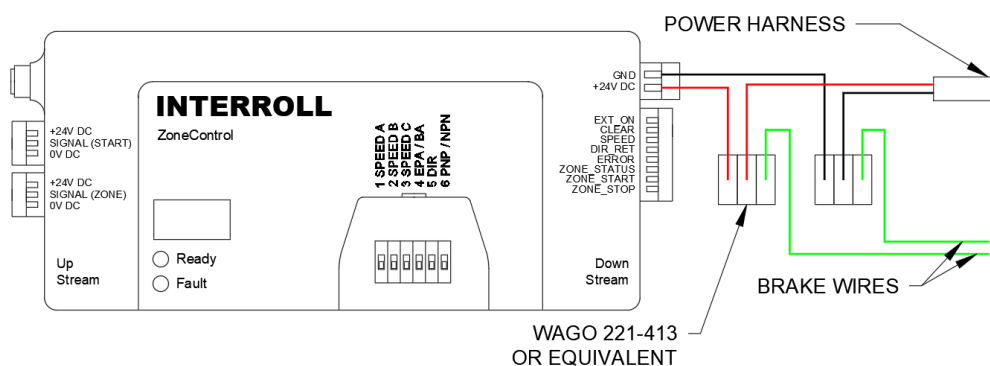 POWER HARNESS
INTERROLL
ZoneControl
+24V DC
SIGNAL (START)
0V DC
+24V DC
SIGNAL (ZONE)
0V DC
1 SPEED A
2 SPEED B
3 SPEED C
4 EPA / BA
5 DIR
6 PNP / NPN
GND
+24V DC
EXT_ON
CLEAR
SPEED
DIR_RET
ERROR
ZONE_STATUS
ZONE_START
ZONE_STOP
Ready
Fault
Up
Stream
Down
Stream
BRAKE WIRES
WAGO 221-413
OR EQUIVALENT